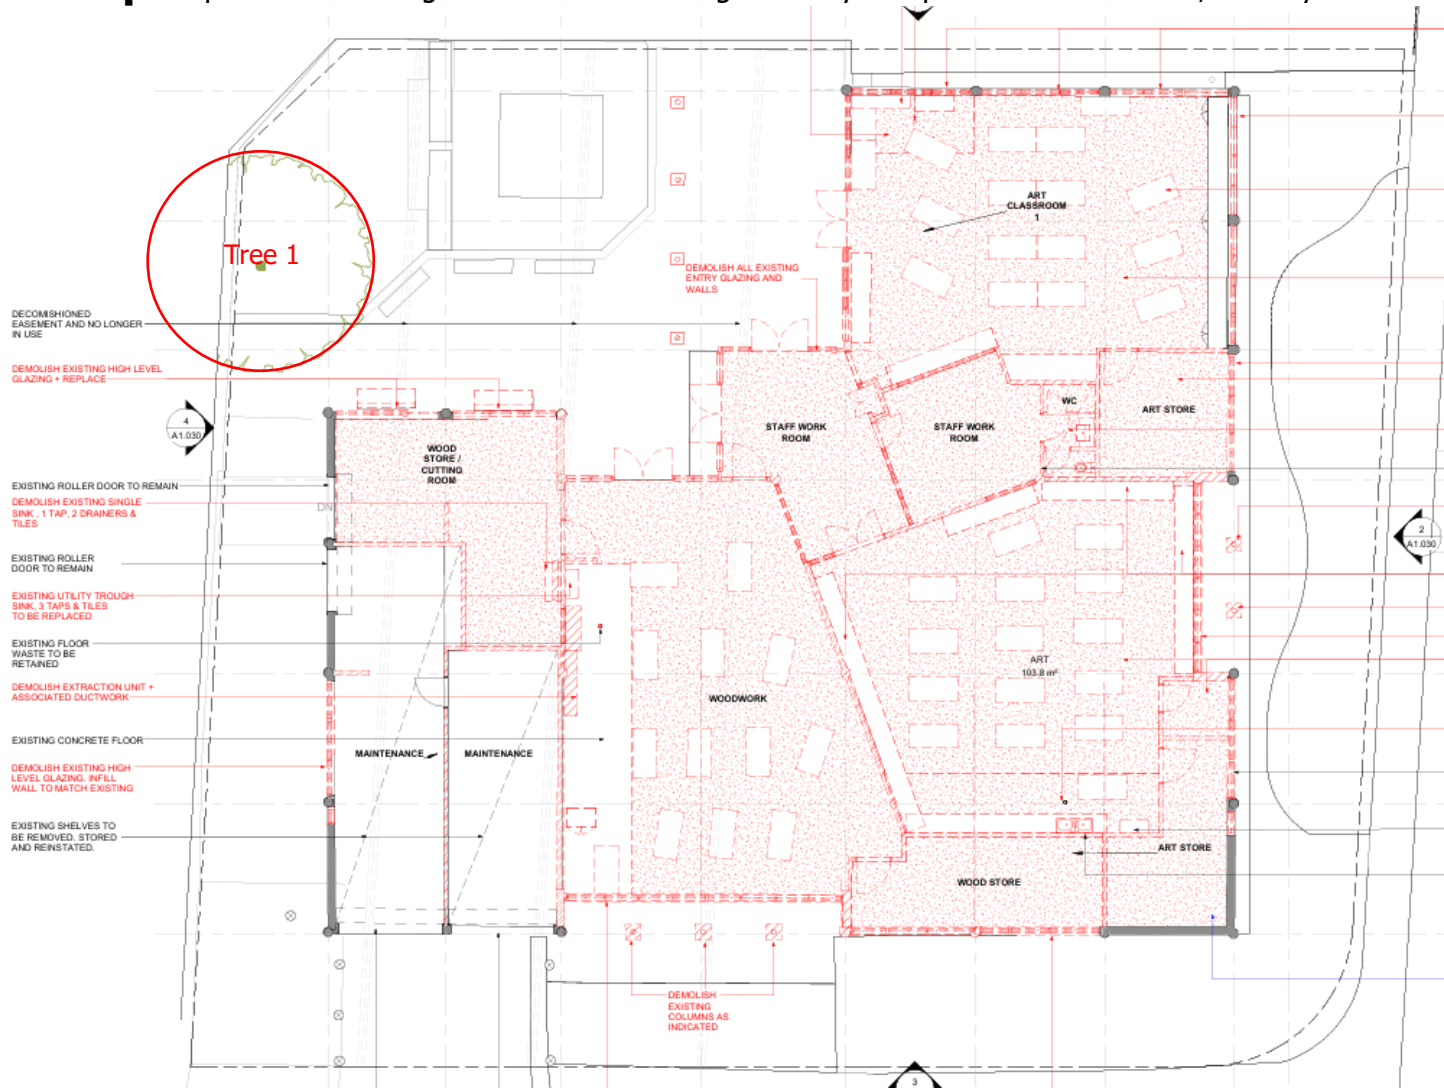 Tree 1
ART
CLASSROOM
1
DEMOLISH ALL EXISTING
ENTRY GLAZING AND
WALLS
DECOMISHIONED
EASEMENT AND NO LONGER
IN USE
DEMOLISH EXISTING HIGH LEVEL
GLAZING + REPLACE
4
A1.030
WC
ART STORE
STAFF WORK
ROOM
STAFF WORK
ROOM
WOOD
STORE /
CUTTING
ROOM
EXISTING ROLLER DOOR TO REMAIN
DEMOLISH EXISTING SINGLE
SINK , 1 TAP, 2 DRAINERS &
TILES
DN
2
A1.030
EXISTING ROLLER
DOOR TO REMAIN
EXISTING UTILITY TROUGH
SINK, 3 TAPS & TILES
TO BE REPLACED
EXISTING FLOOR
WASTE TO BE
RETAINED
ART
103.8 m²
DEMOLISH EXTRACTION UNIT +
ASSOCIATED DUCTWORK
WOODWORK
EXISTING CONCRETE FLOOR
MAINTENANCE
MAINTENANCE
DEMOLISH EXISTING HIGH
LEVEL GLAZING. INFILL
WALL TO MATCH EXISTING
EXISTING SHELVES TO
BE REMOVED. STORED
AND REINSTATED.
ART STORE
WOOD STORE
DEMOLISH
EXISTING
COLUMNS AS
INDICATED
3